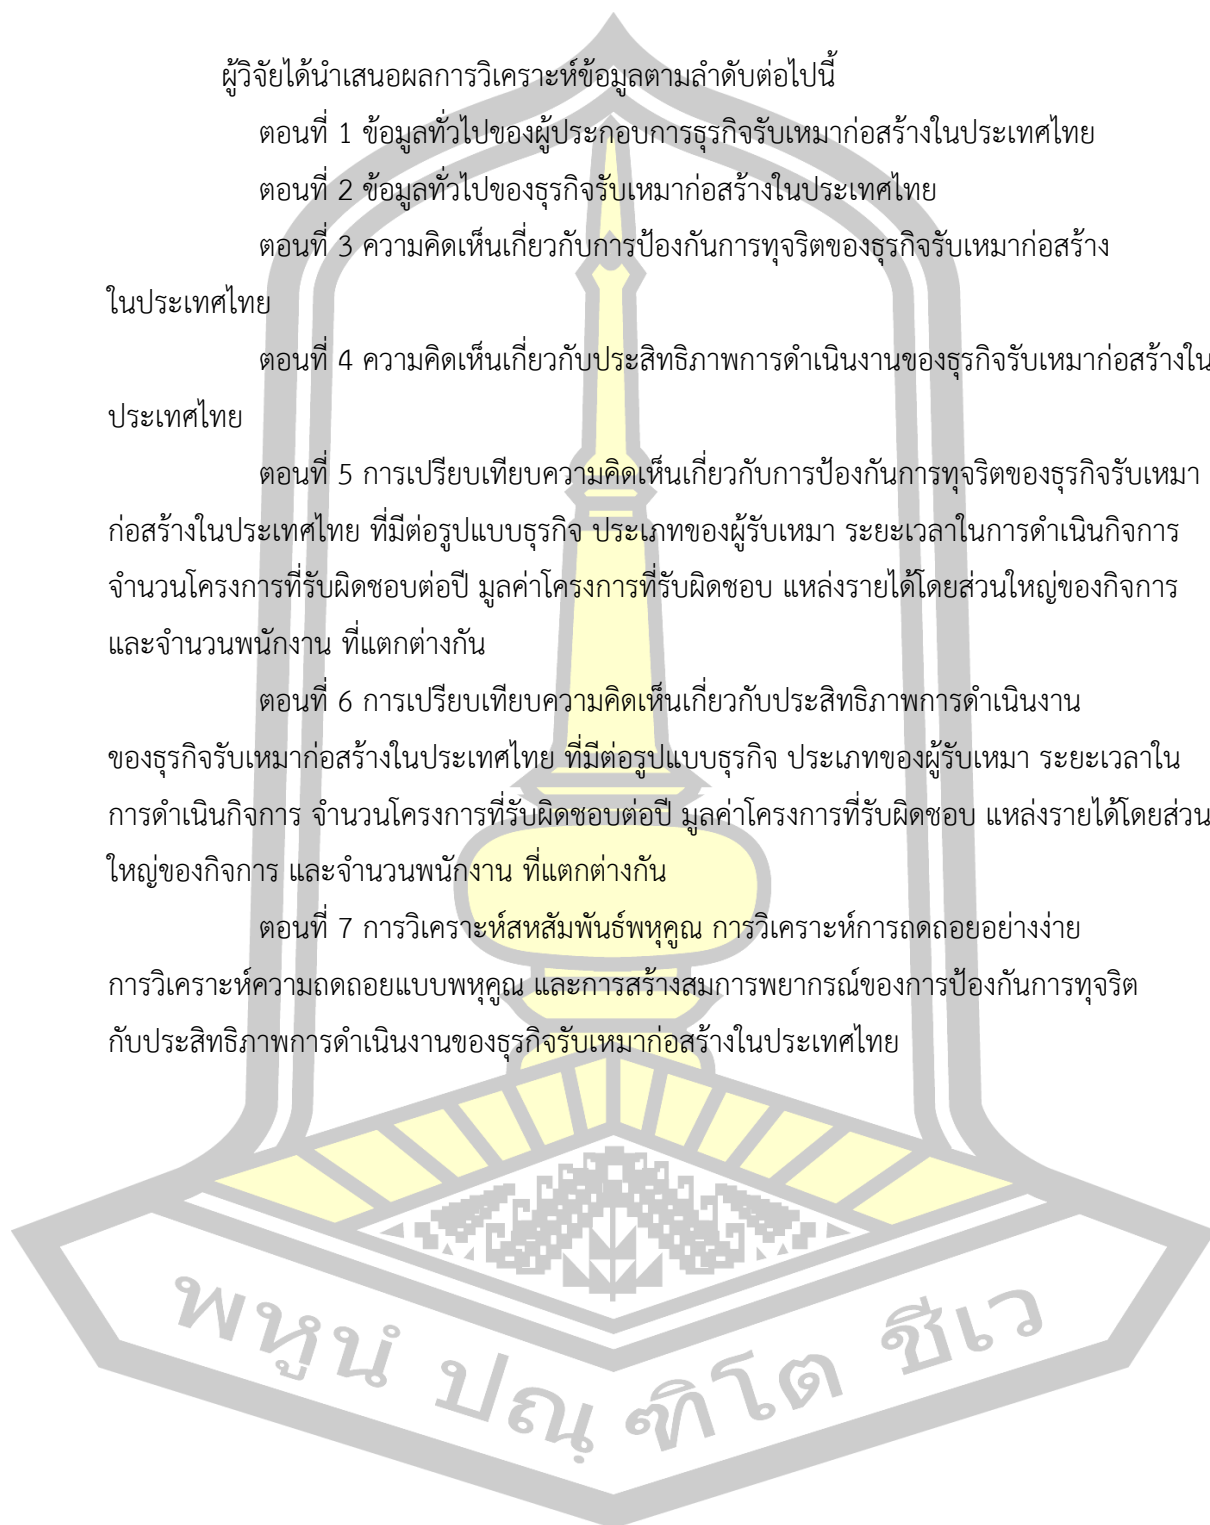 ผู้วิจัยได้นำเสนอผลการวิเคราะห์ข้อมูลตามลำดับต่อไปนี้
ตอนที่ 1 ข้อมูลทั่วไปของผู้ประกอบการธุรกิจรับเหมาก่อสร้างในประเทศไทย
ตอนที่ 2 ข้อมูลทั่วไปของธุรกิจรับเหมาก่อสร้างในประเทศไทย
ตอนที่ 3 ความคิดเห็นเกี่ยวกับการป้องกันการทุจริตของธุรกิจรับเหมาก่อสร้าง
ในประเทศไทย
ตอนที่ 4 ความคิดเห็นเกี่ยวกับประสิทธิภาพการดำเนินงานของธุรกิจรับเหมาก่อสร้างใน
ประเทศไทย
ตอนที่ 5 การเปรียบเทียบความคิดเห็นเกี่ยวกับการป้องกันการทุจริตของธุรกิจรับเหมา
ก่อสร้างในประเทศไทย ที่มีต่อรูปแบบธุรกิจ ประเภทของผู้รับเหมา ระยะเวลาในการดำเนินกิจการ
จำนวนโครงการที่รับผิดชอบต่อปี มูลค่าโครงการที่รับผิดชอบ แหล่งรายได้โดยส่วนใหญ่ของกิจการ
และจำนวนพนักงาน ที่แตกต่างกัน
ตอนที่ 6 การเปรียบเทียบความคิดเห็นเกี่ยวกับประสิทธิภาพการดำเนินงาน
ของธุรกิจรับเหมาก่อสร้างในประเทศไทย ที่มีต่อรูปแบบธุรกิจ ประเภทของผู้รับเหมา ระยะเวลาใน
การดำเนินกิจการ จำนวนโครงการที่รับผิดชอบต่อปี มูลค่าโครงการที่รับผิดชอบ แหล่งรายได้โดยส่วน
ใหญ่ของกิจการ และจำนวนพนักงาน ที่แตกต่างกัน
ตอนที่ 7 การวิเคราะห์สหสัมพันธ์พหุคูณ การวิเคราะห์การถดถอยอย่างง่าย
การวิเคราะห์ความถดถอยแบบพหุคูณ และการสร้างสมการพยากรณ์ของการป้องกันการทุจริต
กับประสิทธิภาพการดำเนินงานของธุรกิจรับเหมาก่อสร้างในประเทศไทย
พหูนํ ปณฺฑิโต ชีเว